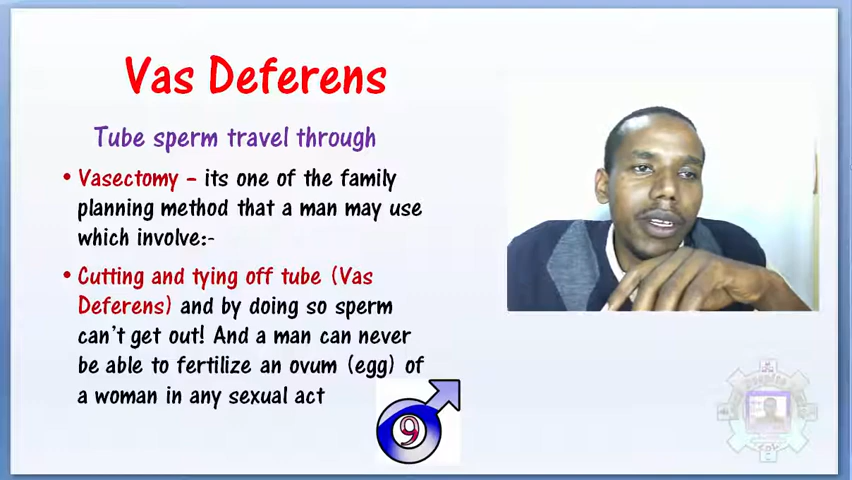 Vas Deferens
Tube sperm travel through
• Vasectomy – its one of the family
planning method that a man may use
which involve:-
• Cutting and tying off tube (Vas
Deferens) and by doing so sperm
can't get out! And a man can never
be able to fertilize an ovum (egg) of
a woman in any sexual act
9